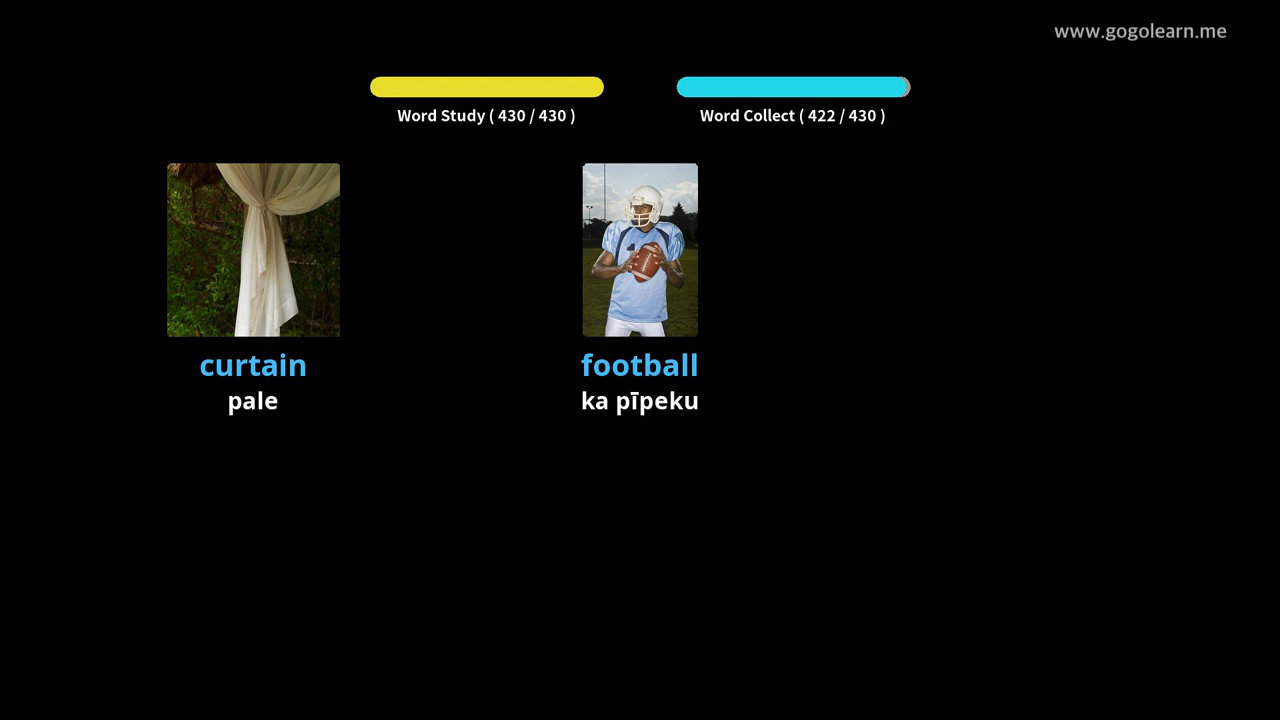 www.gogolearn.me
Word Study ( 430 / 430 )
Word Collect ( 422 / 430 )
curtain
pale
football
ka pīpeku